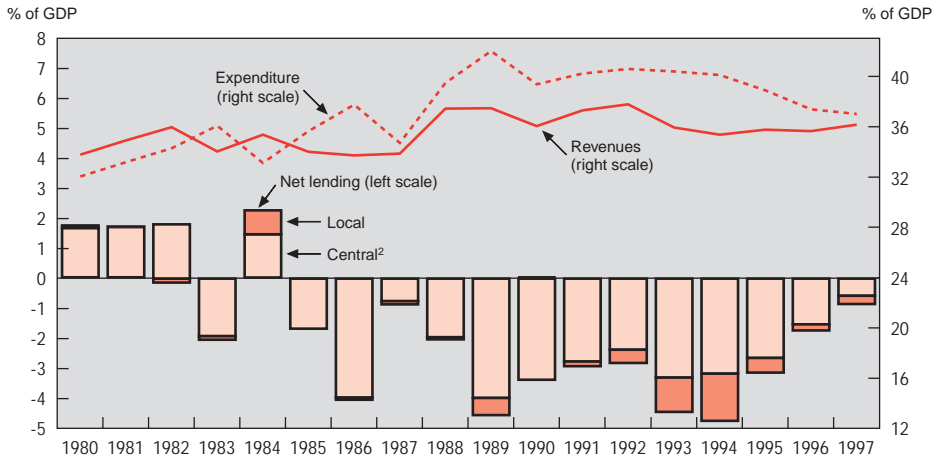 % of GDP
% of GDP
8
7
6
5
4
3
2
1
0
-1
-2
-3
-4
-5
40
36
32
28
24
20
16
12
Expenditure
(right scale)
Revenues
(right scale)
Net lending (left scale)
Local
Central²
1980 1981 1982 1983 1984 1985 1986 1987 1988 1989 1990 1991 1992 1993 1994 1995 1996 1997